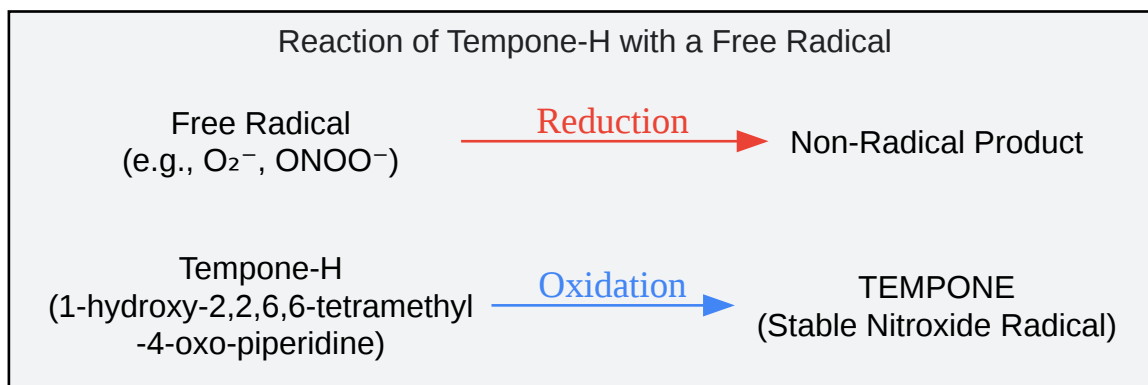 Reaction of Tempone-H with a Free Radical
Free Radical
(e.g., O₂⁻, ONOO⁻)
Reduction
Non-Radical Product
Tempone-H
(1-hydroxy-2,2,6,6-tetramethyl
-4-oxo-piperidine)
Oxidation
TEMPONE
(Stable Nitroxide Radical)